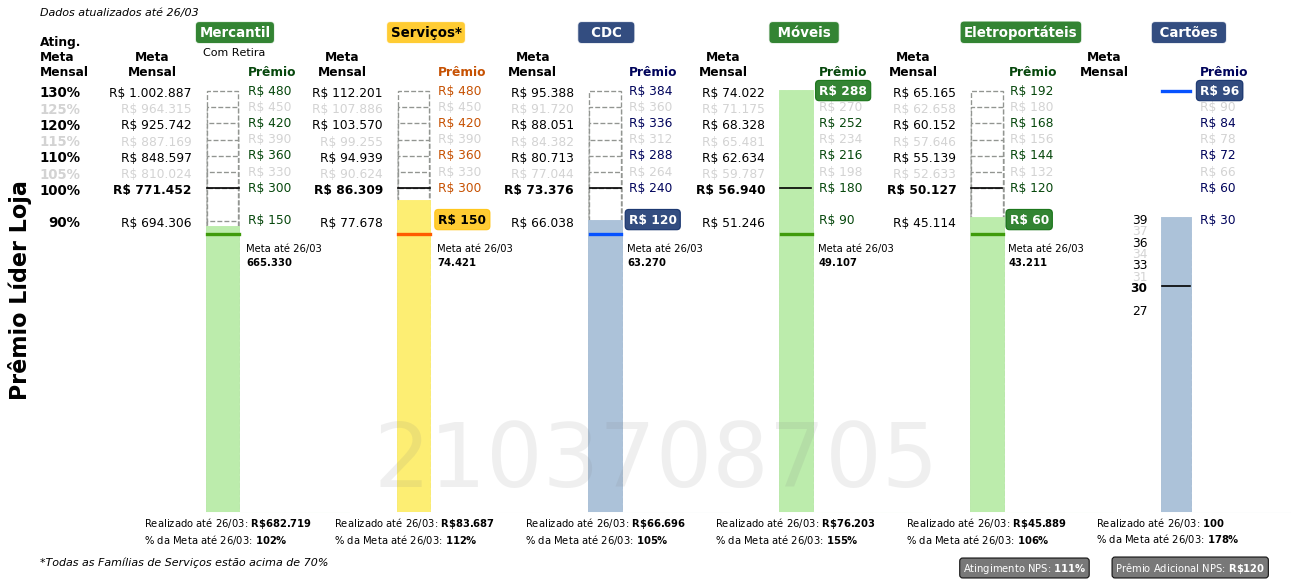 Dados atualizados até 26/03
Mercantil Serviços* CDC Móveis Eletroportáteis Cartões
Com Retira
Ating. Meta Mensal
Meta Mensal Prêmio Meta Mensal Prêmio Meta Mensal Prêmio Meta Mensal Prêmio Meta Mensal Prêmio Meta Mensal Prêmio
130% R$ 1.002.887 R$ 480 R$ 112.201 R$ 480 R$ 95.388 R$ 384 R$ 74.022 R$ 288 R$ 65.165 R$ 192 R$ 96
125% R$ 964.315 R$ 450 R$ 107.886 R$ 450 R$ 91.720 R$ 360 R$ 71.175 R$ 270 R$ 62.658 R$ 180 R$ 90
120% R$ 925.742 R$ 420 R$ 103.570 R$ 420 R$ 88.051 R$ 336 R$ 68.328 R$ 252 R$ 60.152 R$ 168 R$ 84
115% R$ 887.169 R$ 390 R$ 99.255 R$ 390 R$ 84.382 R$ 312 R$ 65.481 R$ 234 R$ 57.646 R$ 156 R$ 78
110% R$ 848.597 R$ 360 R$ 94.939 R$ 360 R$ 80.713 R$ 288 R$ 62.634 R$ 216 R$ 55.139 R$ 144 R$ 72
105% R$ 810.024 R$ 330 R$ 90.624 R$ 330 R$ 77.044 R$ 264 R$ 59.787 R$ 198 R$ 52.633 R$ 132 R$ 66
100% R$ 771.452 R$ 300 R$ 86.309 R$ 300 R$ 73.376 R$ 240 R$ 56.940 R$ 180 R$ 50.127 R$ 120 R$ 60
90% R$ 694.306 R$ 150 R$ 77.678 R$ 150 R$ 66.038 R$ 120 R$ 51.246 R$ 90 R$ 45.114 R$ 60 39 R$ 30
37
36
34
33
31
30
27
Meta até 26/03 Meta até 26/03 Meta até 26/03 Meta até 26/03 Meta até 26/03
665.330 74.421 63.270 49.107 43.211
Prêmio Líder Loja
2103708705
Realizado até 26/03: R$682.719 Realizado até 26/03: R$83.687 Realizado até 26/03: R$66.696 Realizado até 26/03: R$76.203 Realizado até 26/03: R$45.889 Realizado até 26/03: 100
% da Meta até 26/03: 102% % da Meta até 26/03: 112% % da Meta até 26/03: 105% % da Meta até 26/03: 155% % da Meta até 26/03: 106% % da Meta até 26/03: 178%
*Todas as Famílias de Serviços estão acima de 70%
Atingimento NPS: 111% Prêmio Adicional NPS: R$120